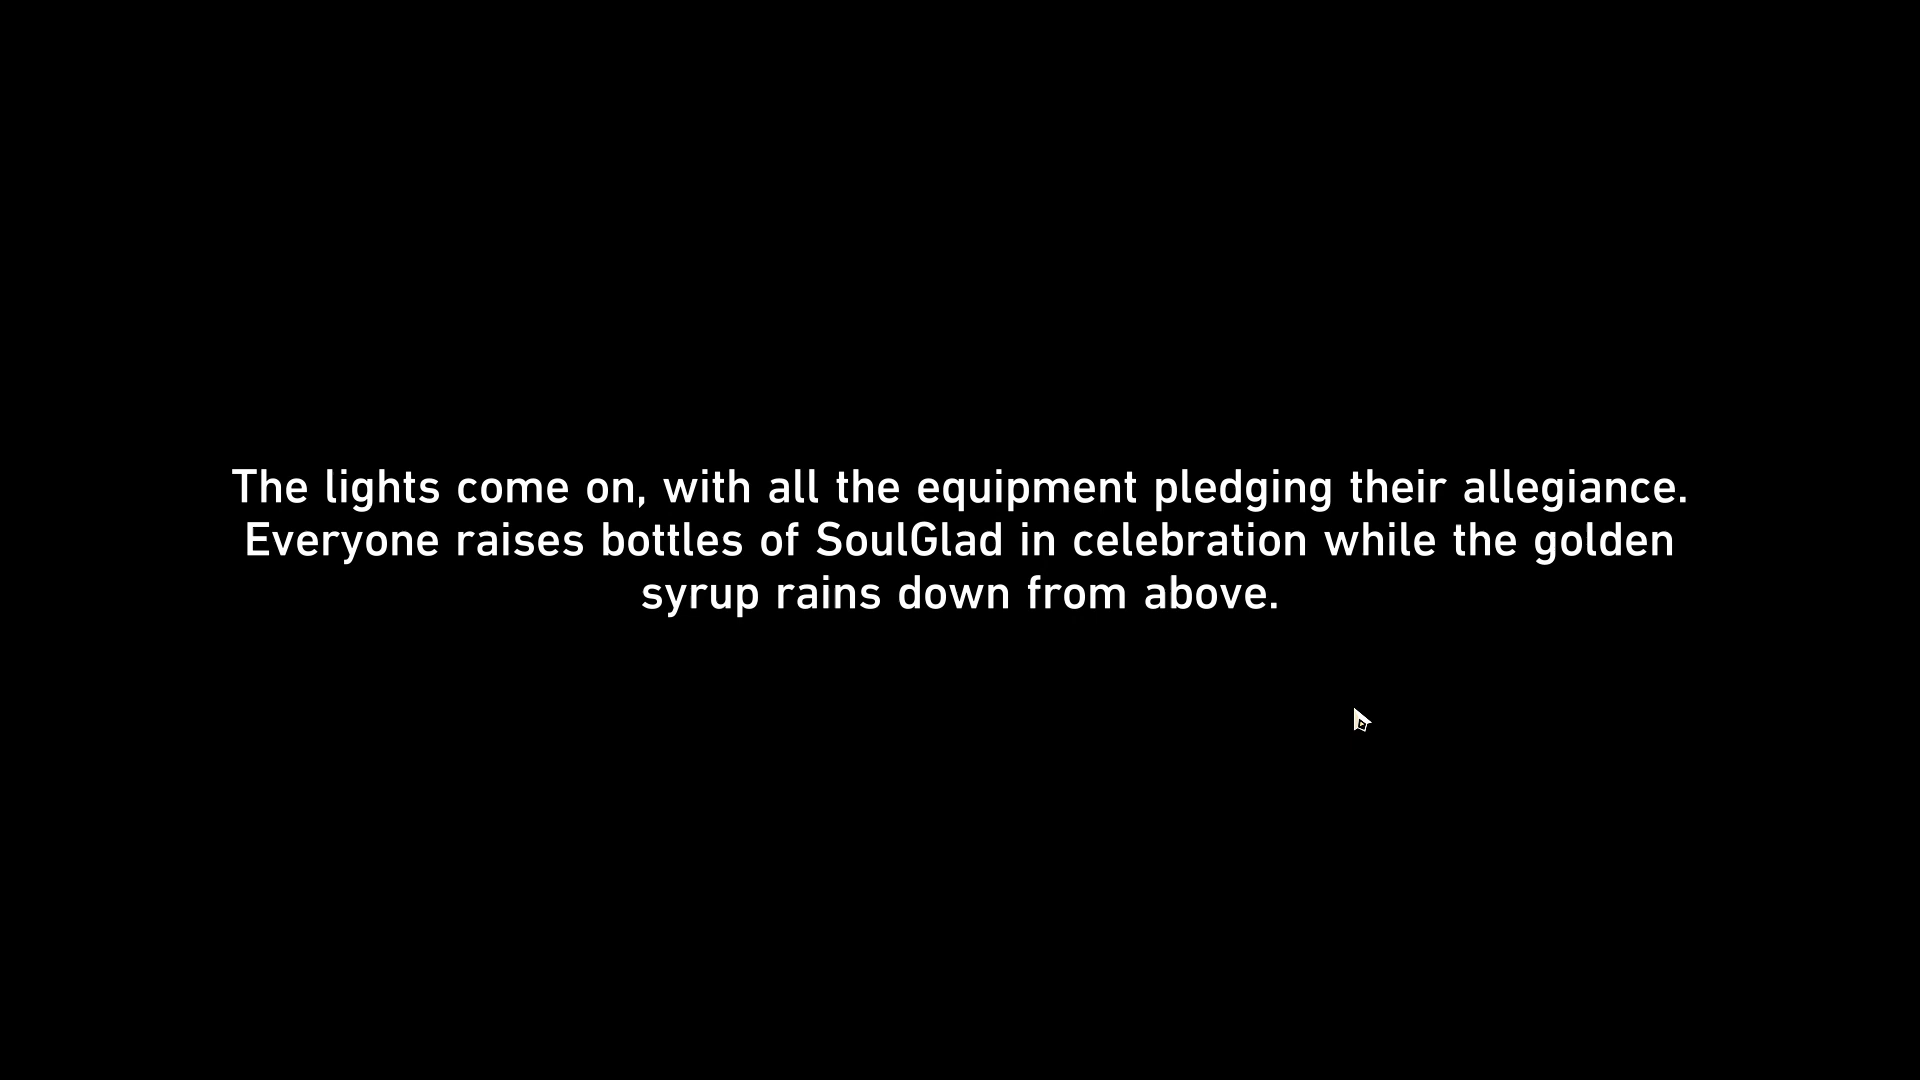 The lights come on, with all the equipment pledging their allegiance.
Everyone raises bottles of SoulGlad in celebration while the golden
syrup rains down from above.